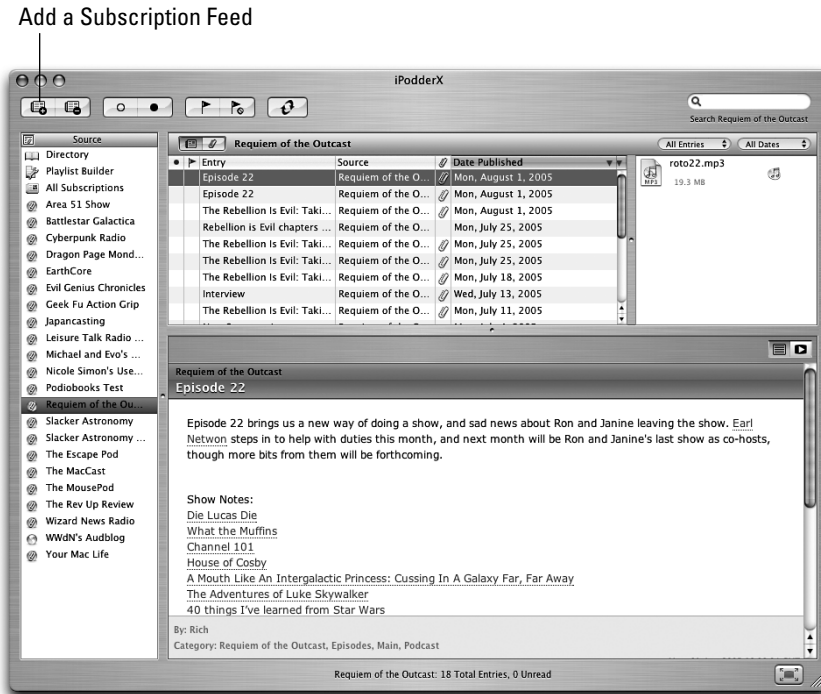 Add a Subscription Feed
iPodderX
Search Requiem of the Outcast
Source
Directory
Playlist Builder
All Subscriptions
Area 51 Show
Battlestar Galactica
Cyberpunk Radio
Dragon Page Mond...
EarthCore
Evil Genius Chronicles
Geek Fu Action Grip
Japancasting
Leisure Talk Radio ...
Michael and Evo's ...
Nicole Simon's Use...
Podiobooks Test
Requiem of the Ou...
Slacker Astronomy
Slacker Astronomy ...
The Escape Pod
The MacCast
The MousePod
The Rev Up Review
Wizard News Radio
WWdN's Audblog
Your Mac Life
Requiem of the Outcast
All Entries
All Dates
Entry Source Date Published
Episode 22 Requiem of the O... Mon, August 1, 2005
Episode 22 Requiem of the O... Mon, August 1, 2005
The Rebellion Is Evil: Taki... Requiem of the O... Mon, August 1, 2005
Rebellion is Evil chapters ... Requiem of the O... Mon, July 25, 2005
The Rebellion Is Evil: Taki... Requiem of the O... Mon, July 25, 2005
The Rebellion Is Evil: Taki... Requiem of the O... Mon, July 25, 2005
The Rebellion Is Evil: Taki... Requiem of the O... Mon, July 18, 2005
Interview Requiem of the O... Wed, July 13, 2005
The Rebellion Is Evil: Taki... Requiem of the O... Mon, July 11, 2005
roto22.mp3
MP3
19.3 MB
Requiem of the Outcast
Episode 22
Episode 22 brings us a new way of doing a show, and sad news about Ron and Janine leaving the show. Earl
Netwon steps in to help with duties this month, and next month will be Ron and Janine's last show as co-hosts,
though more bits from them will be forthcoming.
Show Notes:
Die Lucas Die
What the Muffins
Channel 101
House of Cosby
A Mouth Like An Intergalactic Princess: Cussing In A Galaxy Far, Far Away
The Adventures of Luke Skywalker
40 things I've learned from Star Wars
By: Rich
Category: Requiem of the Outcast, Episodes, Main, Podcast
Requiem of the Outcast: 18 Total Entries, 0 Unread